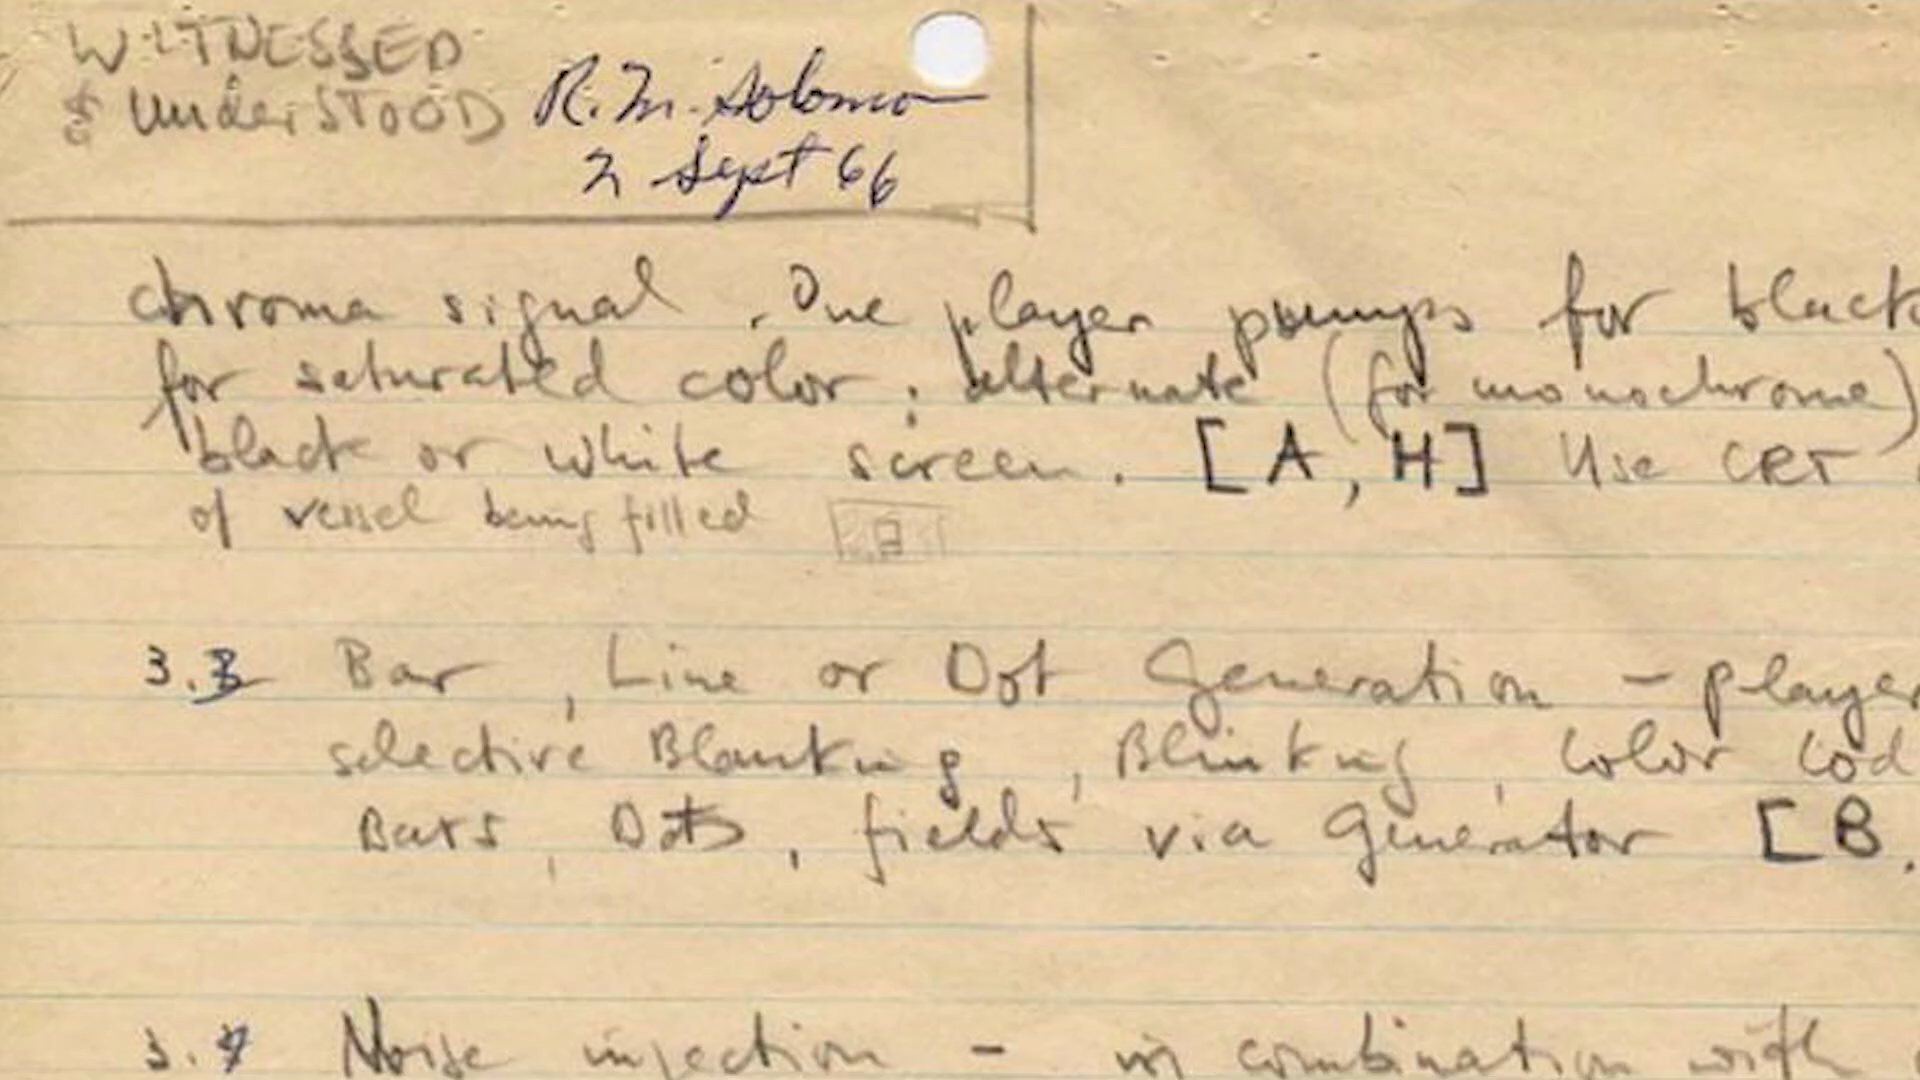 WITNESSED
& UnderSTOOD R.M. Solomo
2 Sept 66
chroma signal. One player pumps for black
for saturated color; alternate (for monochrome)
black or white screen. [A, H] Use CRT
of vessel being filled
3.3 Bar, Line or Dot Generation - player
selective Blanking, Blinking, Color Cod
Bars, Dots, fields via Generator [B,
3.4 Noise injection - in combination with